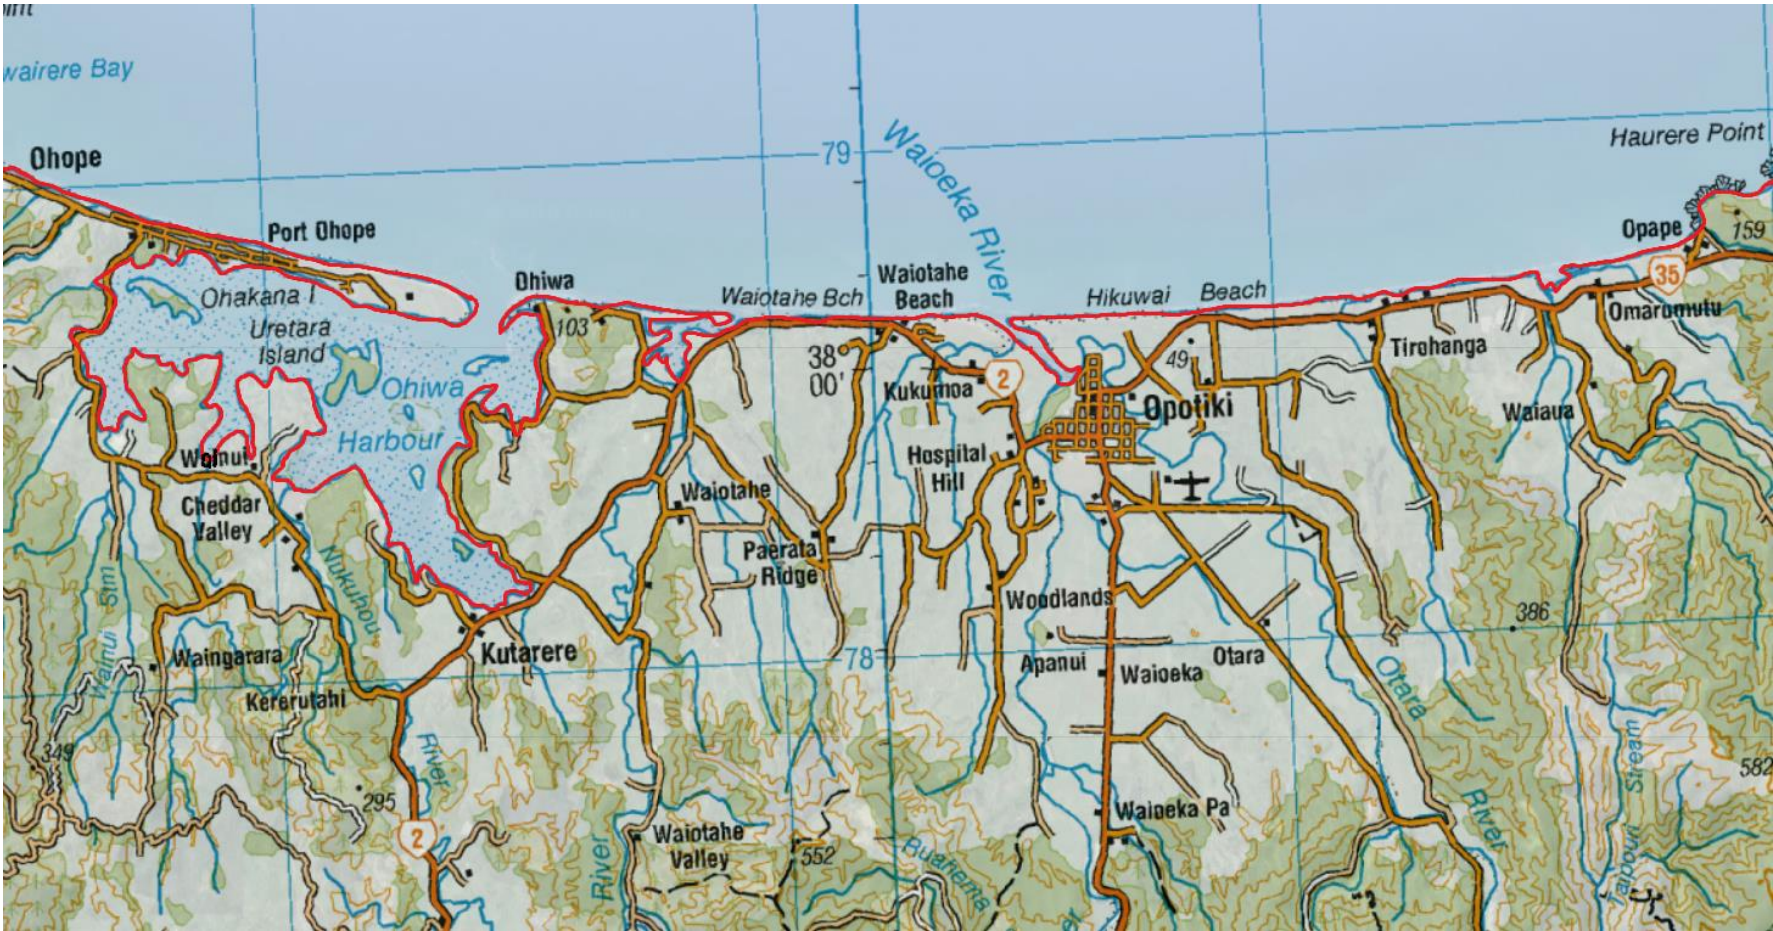 wairere Bay
Ohope
79
Waioeka River
Haurere Point
Port Ohope
Opape
159
35
Ohakana I
Ohiwa
Waiotahe
Beach
Waiotahe Bch
Hikuwai Beach
Uretara
Island
103
Omaromutu
38°
00'
49
Tirohanga
Ohiwa
Harbour
Kukumoa
2
Opotiki
Waiaua
Wainui
Hospital
Hill
Waiotahe
Cheddar
Valley
Paerata
Ridge
Nukuhou
Woodlands
Wainui Stm
386
Waingarara
Kutarere
78
Apanui
Waioeka
Otara
Otara
Kererutahi
River
349
Stream
582
295
Waioeka Pa
River
2
Waiotahe
Valley
552
River
Tarpouri